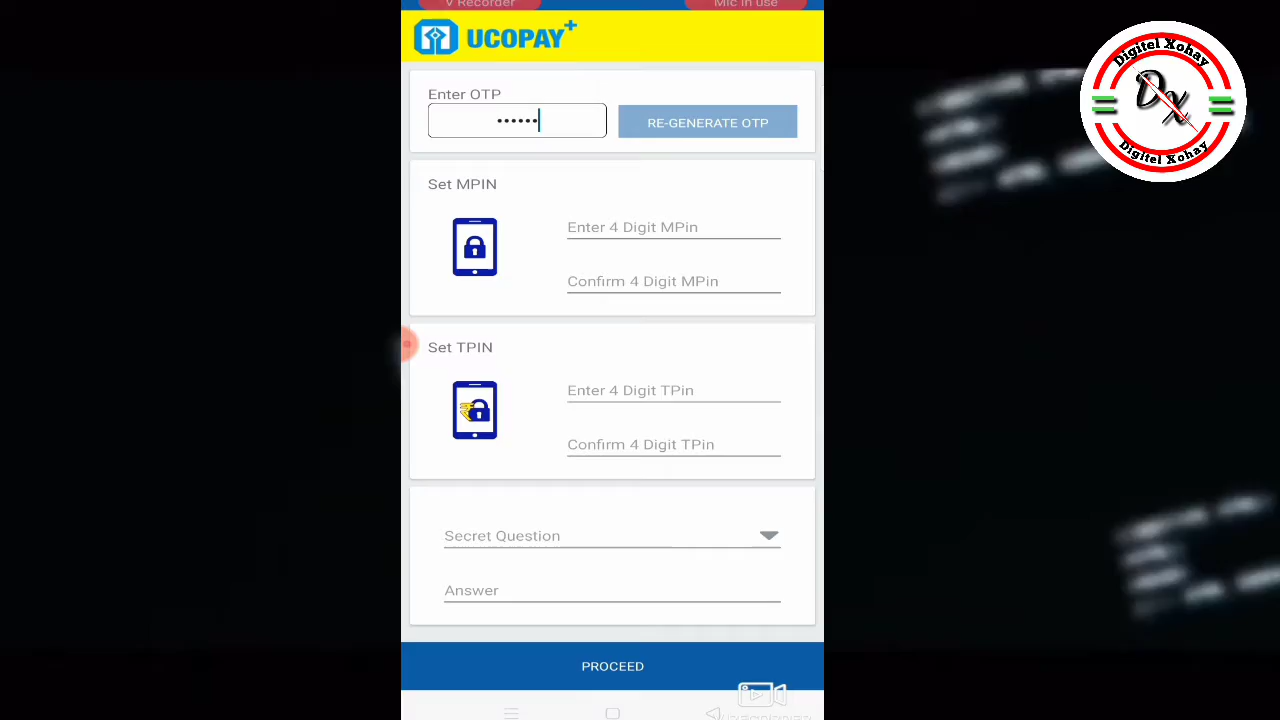 V Recorder
Mic in use
UCOPAY+
Enter OTP
••••••
RE-GENERATE OTP
Set MPIN
Enter 4 Digit MPin
Confirm 4 Digit MPin
Set TPIN
Enter 4 Digit TPin
Confirm 4 Digit TPin
Secret Question
Answer
PROCEED
Digitel Xohay
DX
Digitel Xohay